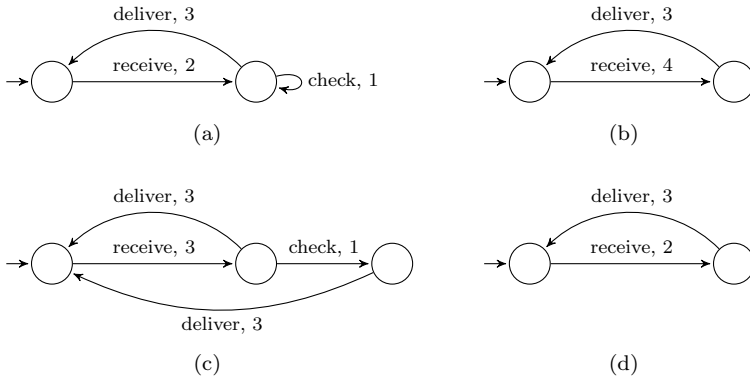 deliver, 3
receive, 2
check, 1
(a)
deliver, 3
receive, 4
(b)
deliver, 3
receive, 3
check, 1
deliver, 3
(c)
deliver, 3
receive, 2
(d)